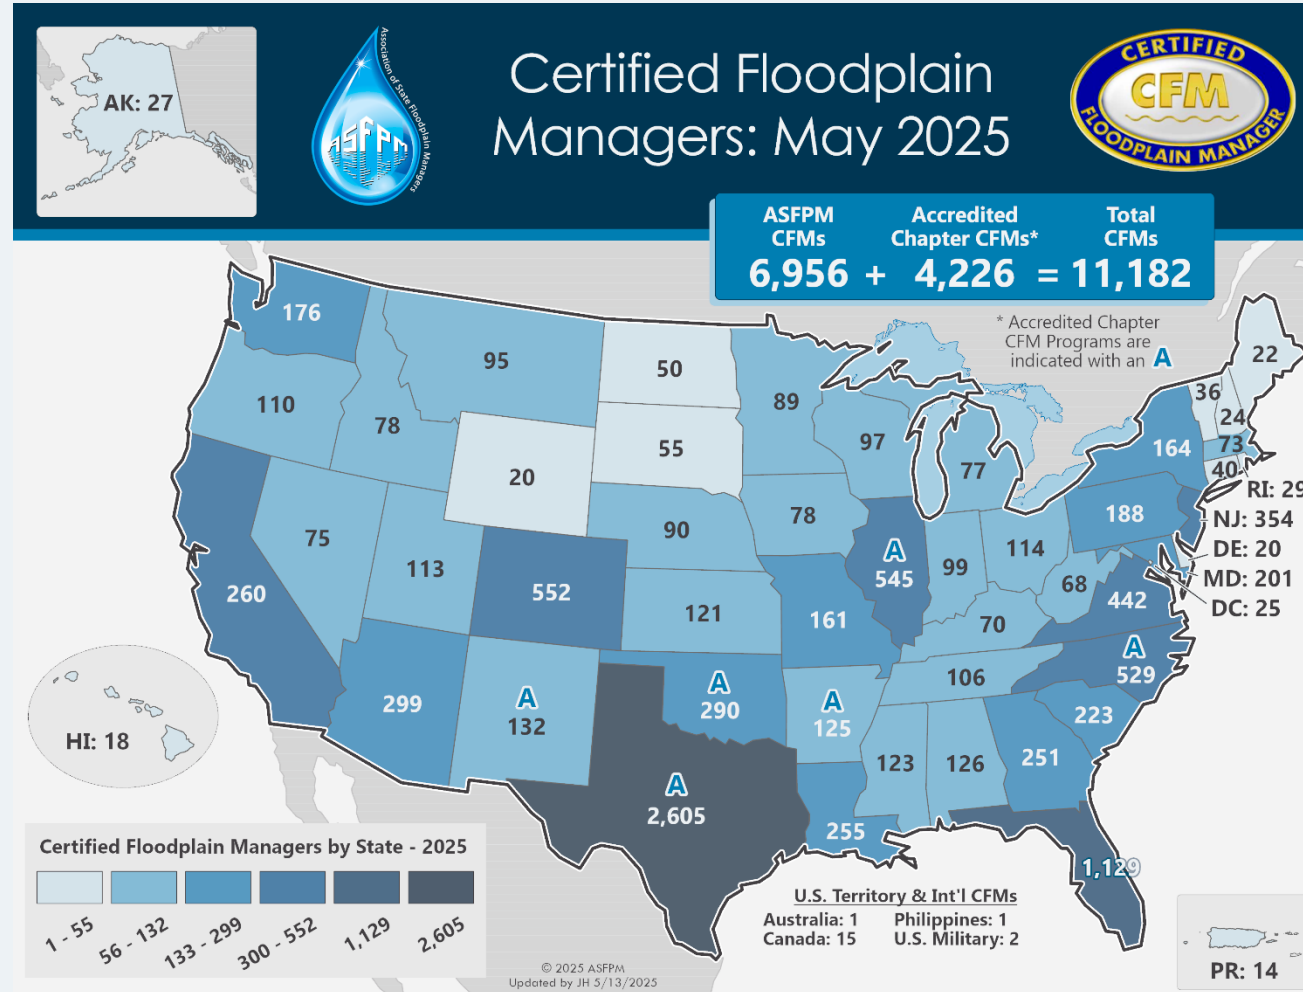 AK: 27
Association of State Floodplain Managers
ASFPM
Certified Floodplain
Managers: May 2025
CERTIFIED
CFM
FLOODPLAIN MANAGER
ASFPM CFMs
Accredited Chapter CFMs*
Total CFMs
6,956 + 4,226 = 11,182
* Accredited Chapter
CFM Programs are
indicated with an A
176
95
50
89
22
36
24
110
78
55
97
77
164
73
40
RI: 29
20
90
78
188
NJ: 354
75
113
552
A
545
99
114
DE: 20
MD: 201
DC: 25
260
121
161
68
442
70
A
529
106
299
A
132
A
290
A
125
223
123
126
251
HI: 18
A
2,605
255
1,129
Certified Floodplain Managers by State - 2025
1 - 55
56 - 132
133 - 299
300 - 552
1,129
2,605
U.S. Territory & Int'l CFMs
Australia: 1 Philippines: 1
Canada: 15 U.S. Military: 2
PR: 14
© 2025 ASFPM
Updated by JH 5/13/2025